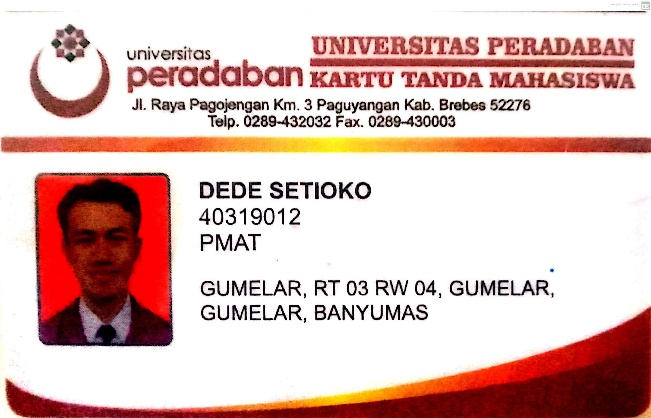 universitas
peradaban
UNIVERSITAS PERADABAN
KARTU TANDA MAHASISWA
Jl. Raya Pagojengan Km. 3 Paguyangan Kab. Brebes 52276
Telp. 0289-432032 Fax. 0289-430003
DEDE SETIOKO
40319012
PMAT
GUMELAR, RT 03 RW 04, GUMELAR,
GUMELAR, BANYUMAS